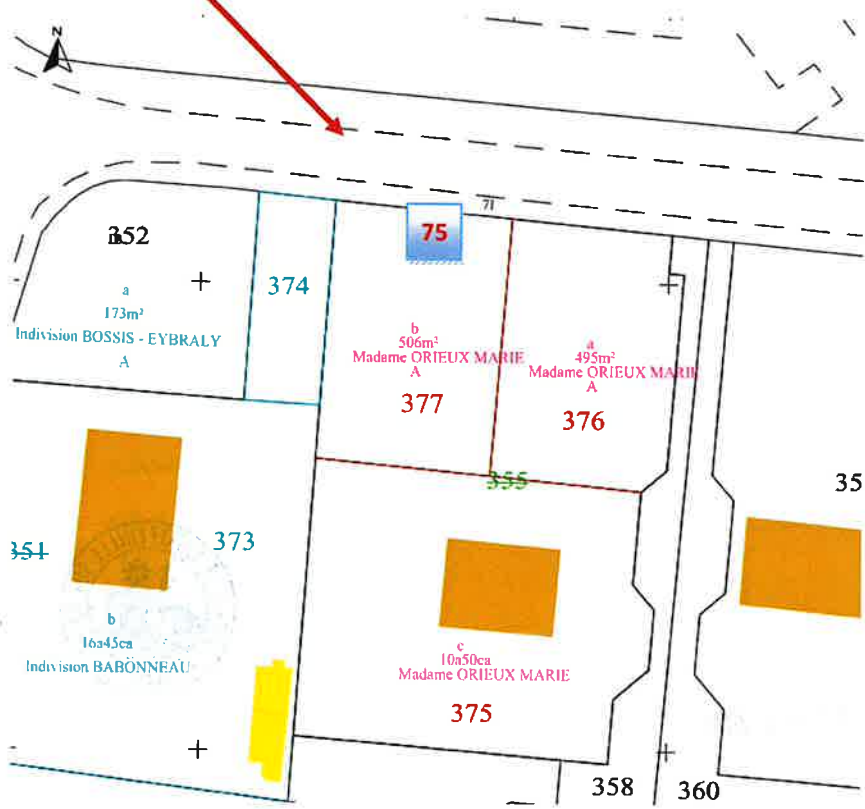 N
71
75
352
a
173m²
Indivision BOSSIS - EYBRALY
A
374
b
506m²
Madame ORIEUX MARIE
A
377
a
495m²
Madame ORIEUX MARIE
A
376
355
35
351
373
b
16a45ca
Indivision BABONNEAU
c
10a50ca
Madame ORIEUX MARIE
375
358
360